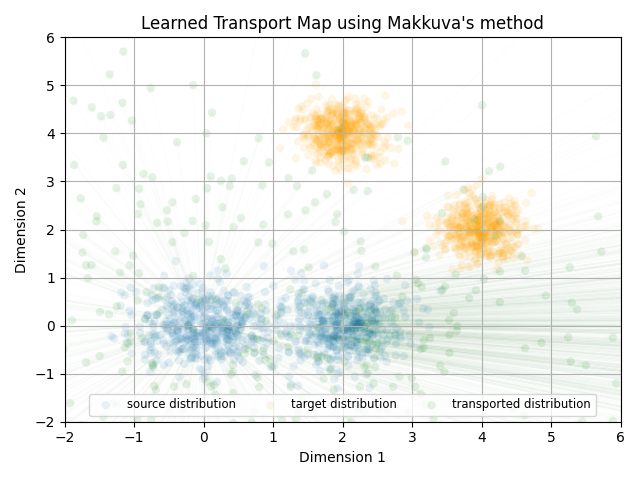 Learned Transport Map using Makkuva's method
6
5
4
3
2
1
0
−1
−2
Dimension 2
source distribution target distribution transported distribution
−2 −1 0 1 2 3 4 5 6
Dimension 1